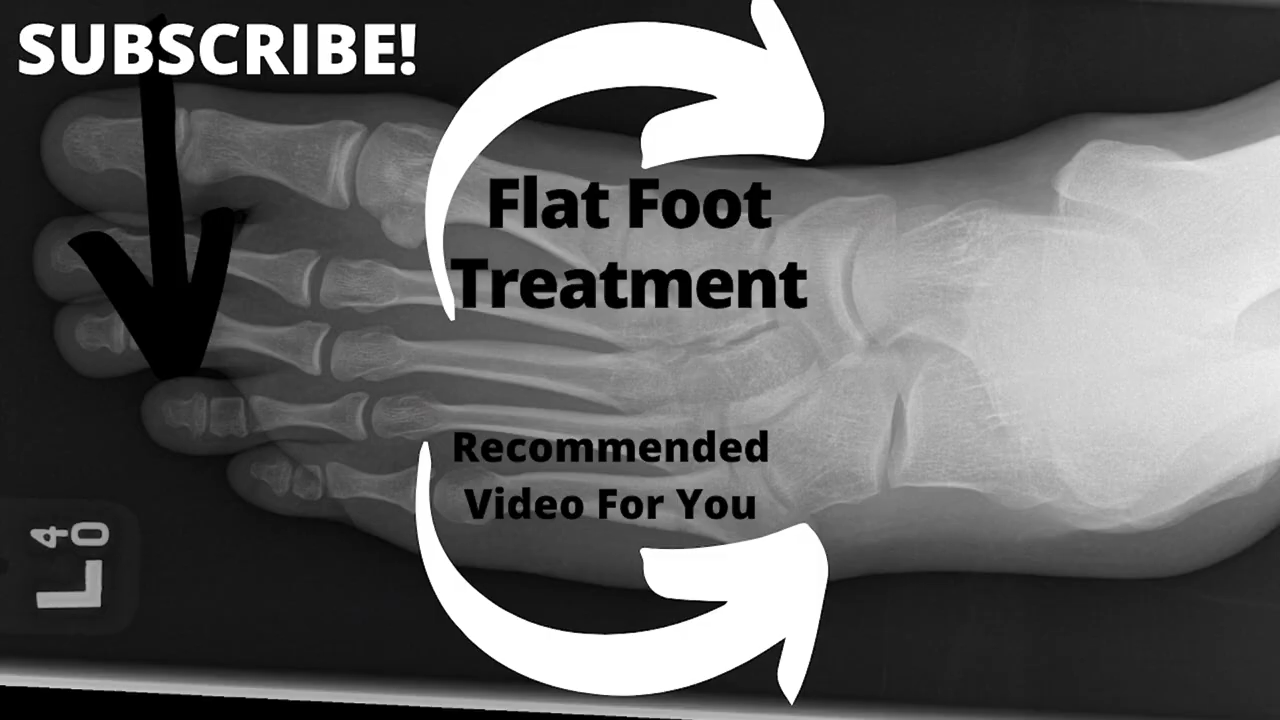 SUBSCRIBE!
Flat Foot
Treatment
Recommended
Video For You
L
40